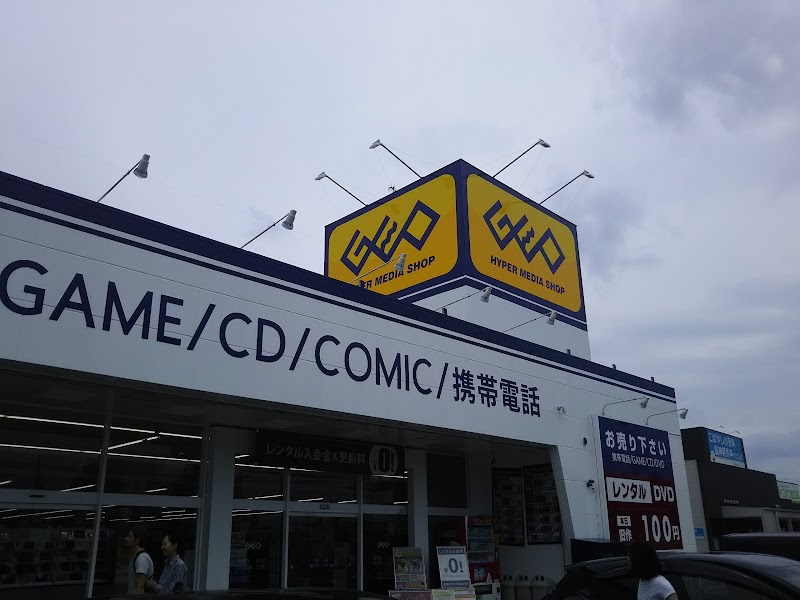 GEO
HYPER MEDIA SHOP
GEO
HYPER MEDIA SHOP
GAME/CD/COMIC/携帯電話
レンタル入会金&更新料 ¥0!
お売り下さい
携帯電話/GAME/CD/DVD
レンタル DVD
旧作 100円
¥0!
GEO